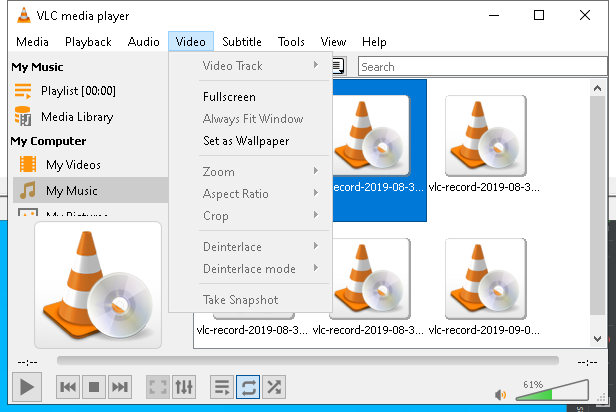 VLC media player
Media Playback Audio Video Subtitle Tools View Help
My Music
Playlist [00:00]
Media Library
My Computer
My Videos
My Music
Video Track
Fullscreen
Always Fit Window
Set as Wallpaper
Zoom
Aspect Ratio
Crop
Deinterlace
Deinterlace mode
Take Snapshot
Search
vlc-record-2019-08-3... vlc-record-2019-08-3...
vlc-record-2019-08-3... vlc-record-2019-08-3... vlc-record-2019-09-0...
--:-- --:--
61%